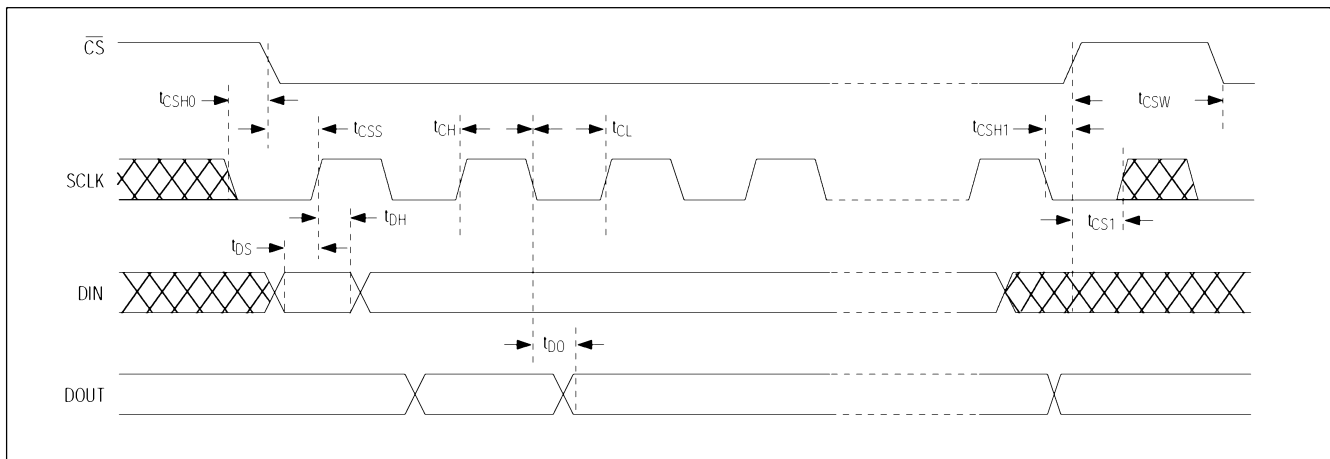 CS
tCSH0
tCSS
tCH
tCL
tCSH1
tCSW
SCLK
tDH
tCS1
tDS
DIN
tDO
DOUT